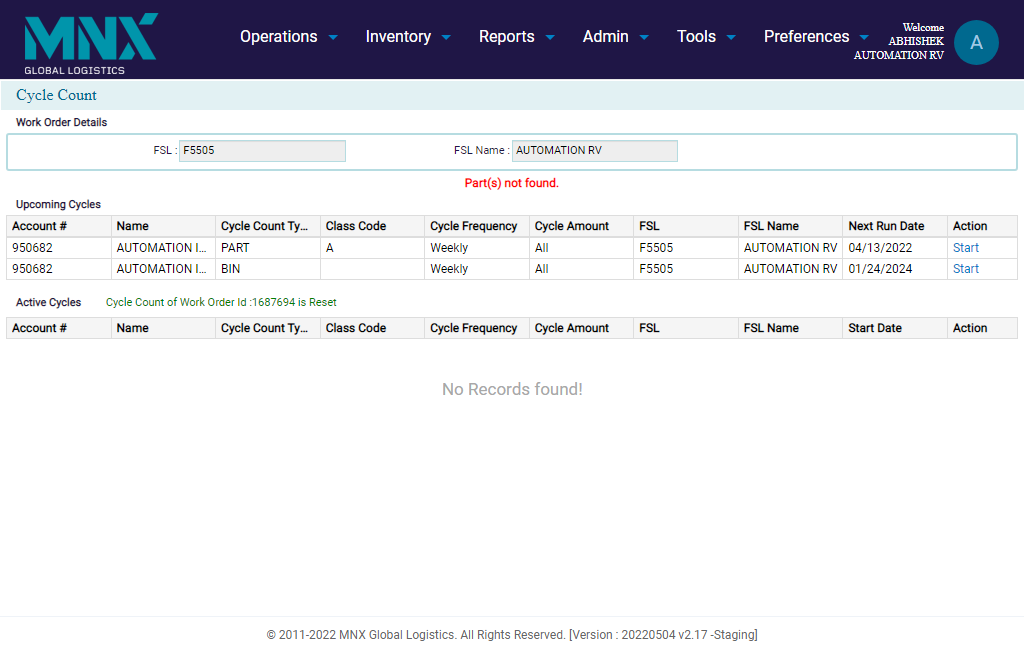 MNX
GLOBAL LOGISTICS
Operations Inventory Reports Admin Tools Preferences
Welcome
ABHISHEK
AUTOMATION RV
A
Cycle Count
Work Order Details
FSL : F5505 FSL Name : AUTOMATION RV
Part(s) not found.
Upcoming Cycles
Account # Name Cycle Count Ty... Class Code Cycle Frequency Cycle Amount FSL FSL Name Next Run Date Action
950682 AUTOMATION I... PART A Weekly All F5505 AUTOMATION RV 04/13/2022 Start
950682 AUTOMATION I... BIN Weekly All F5505 AUTOMATION RV 01/24/2024 Start
Active Cycles Cycle Count of Work Order Id :1687694 is Reset
Account # Name Cycle Count Ty... Class Code Cycle Frequency Cycle Amount FSL FSL Name Start Date Action
No Records found!
© 2011-2022 MNX Global Logistics. All Rights Reserved. [Version : 20220504 v2.17 -Staging]